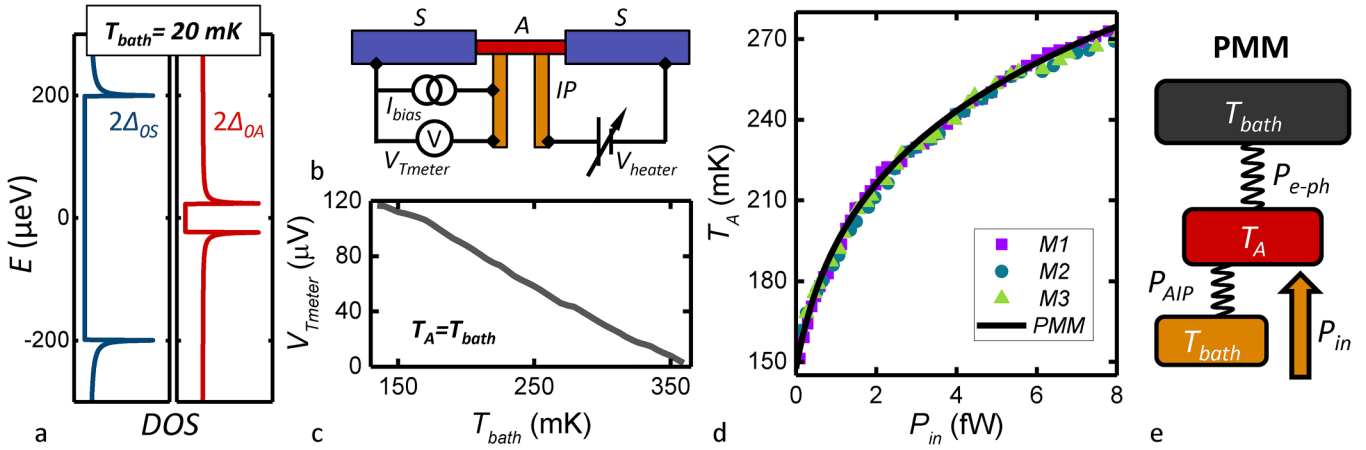 T_bath= 20 mK
200
0
-200
E (μeV)
2Δ_0S
2Δ_0A
DOS
a
S
A
S
I_bias
IP
V
V_Tmeter
V_heater
b
120
80
40
0
V_Tmeter (μV)
T_A=T_bath
150
250
350
T_bath (mK)
c
270
240
210
180
150
T_A (mK)
M1
M2
M3
PMM
0
2
4
6
8
P_in (fW)
d
PMM
T_bath
P_e-ph
T_A
P_AIP
T_bath
P_in
e